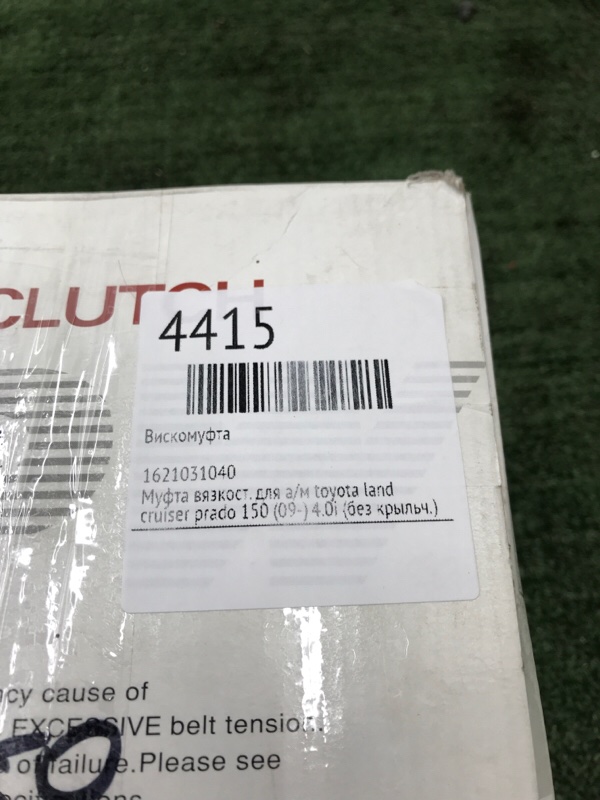 CLUTCH
4415
Вискомуфта
1621031040
Муфта вязкост. для а/м toyota land
cruiser prado 150 (09-) 4.0i (без крыльч.)
cy cause of
EXCESSIVE belt tension.
of failure.Please see